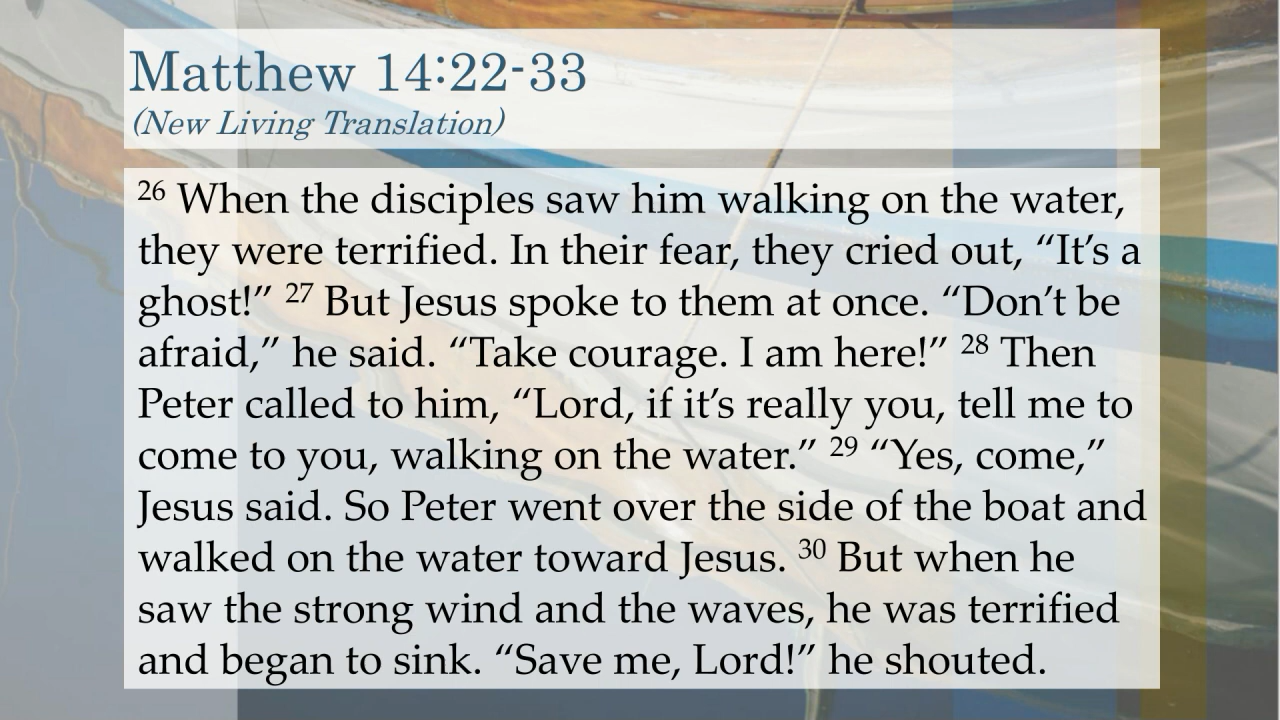 Matthew 14:22-33
(New Living Translation)
26 When the disciples saw him walking on the water,
they were terrified. In their fear, they cried out, “It’s a
ghost!” 27 But Jesus spoke to them at once. “Don’t be
afraid,” he said. “Take courage. I am here!” 28 Then
Peter called to him, “Lord, if it’s really you, tell me to
come to you, walking on the water.” 29 “Yes, come,”
Jesus said. So Peter went over the side of the boat and
walked on the water toward Jesus. 30 But when he
saw the strong wind and the waves, he was terrified
and began to sink. “Save me, Lord!” he shouted.